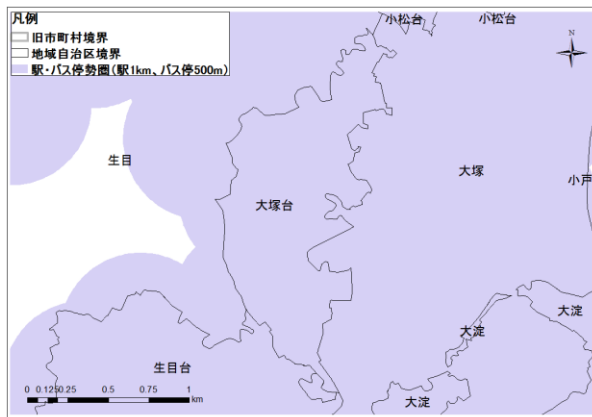 凡例
旧市町村境界
地域自治区境界
駅・バス停勢圏(駅1km、バス停500m)
小松台
小松台
N
生目
大塚
小戸
大塚台
大淀
大淀
生目台
大淀
0 0.125 0.25 0.5 0.75 1
km